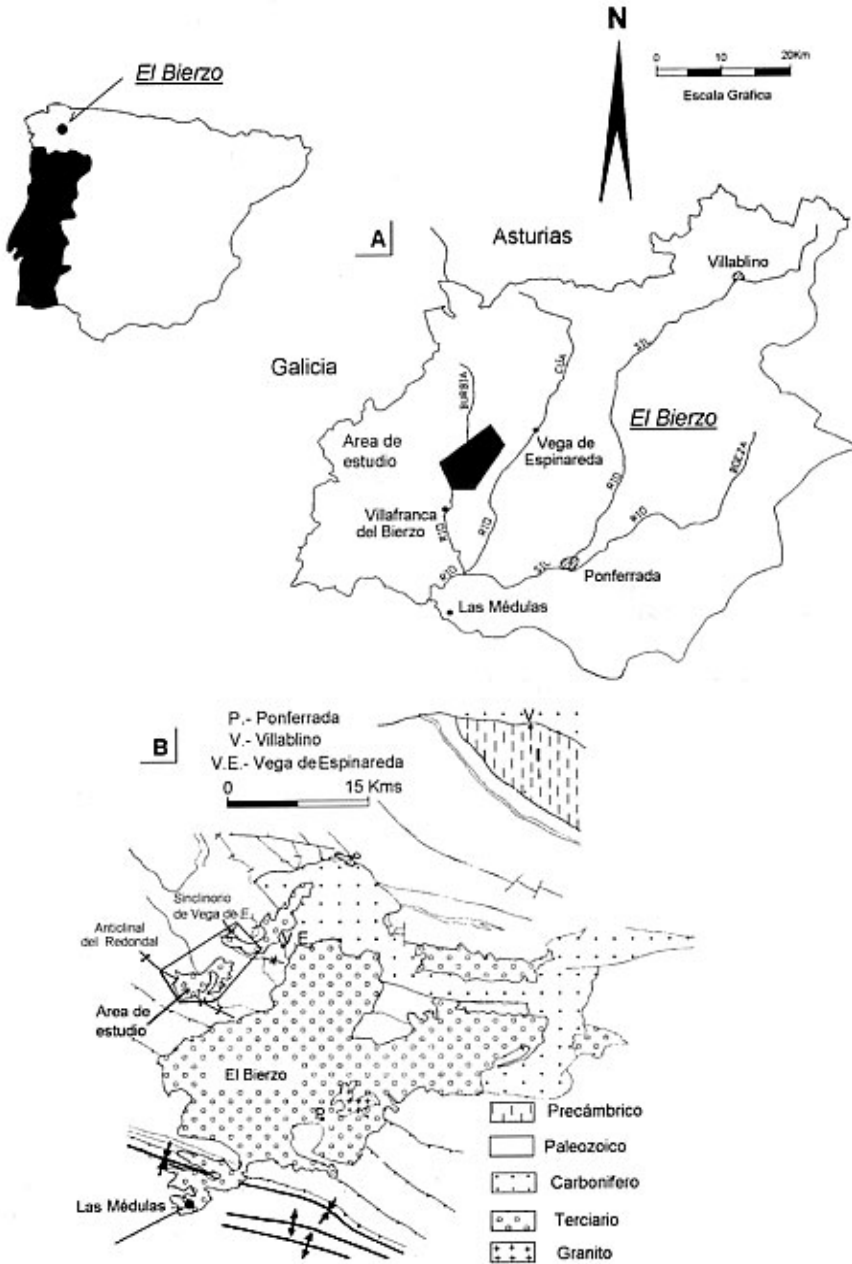 El Bierzo
N
0 10 20Km
Escala Gráfica
A
Asturias
Villablino
Galicia
BURBIA
CUA
SIL
El Bierzo
Area de
estudio
Vega de
Espinareda
BOEZA
RIO
RIO
Villafranca
del Bierzo
RIO
RIO
RIO
SIL
Ponferrada
Las Médulas
B
P.- Ponferrada
V.- Villablino
V.E.- Vega de Espinareda
0 15 Kms
V
Sinclinorio
de Vega de E.
Anticlinal
del Redondal
V.E.
Area de
estudio
El Bierzo
P
Las Médulas
Precámbrico
Paleozoico
Carbonifero
Terciario
Granito